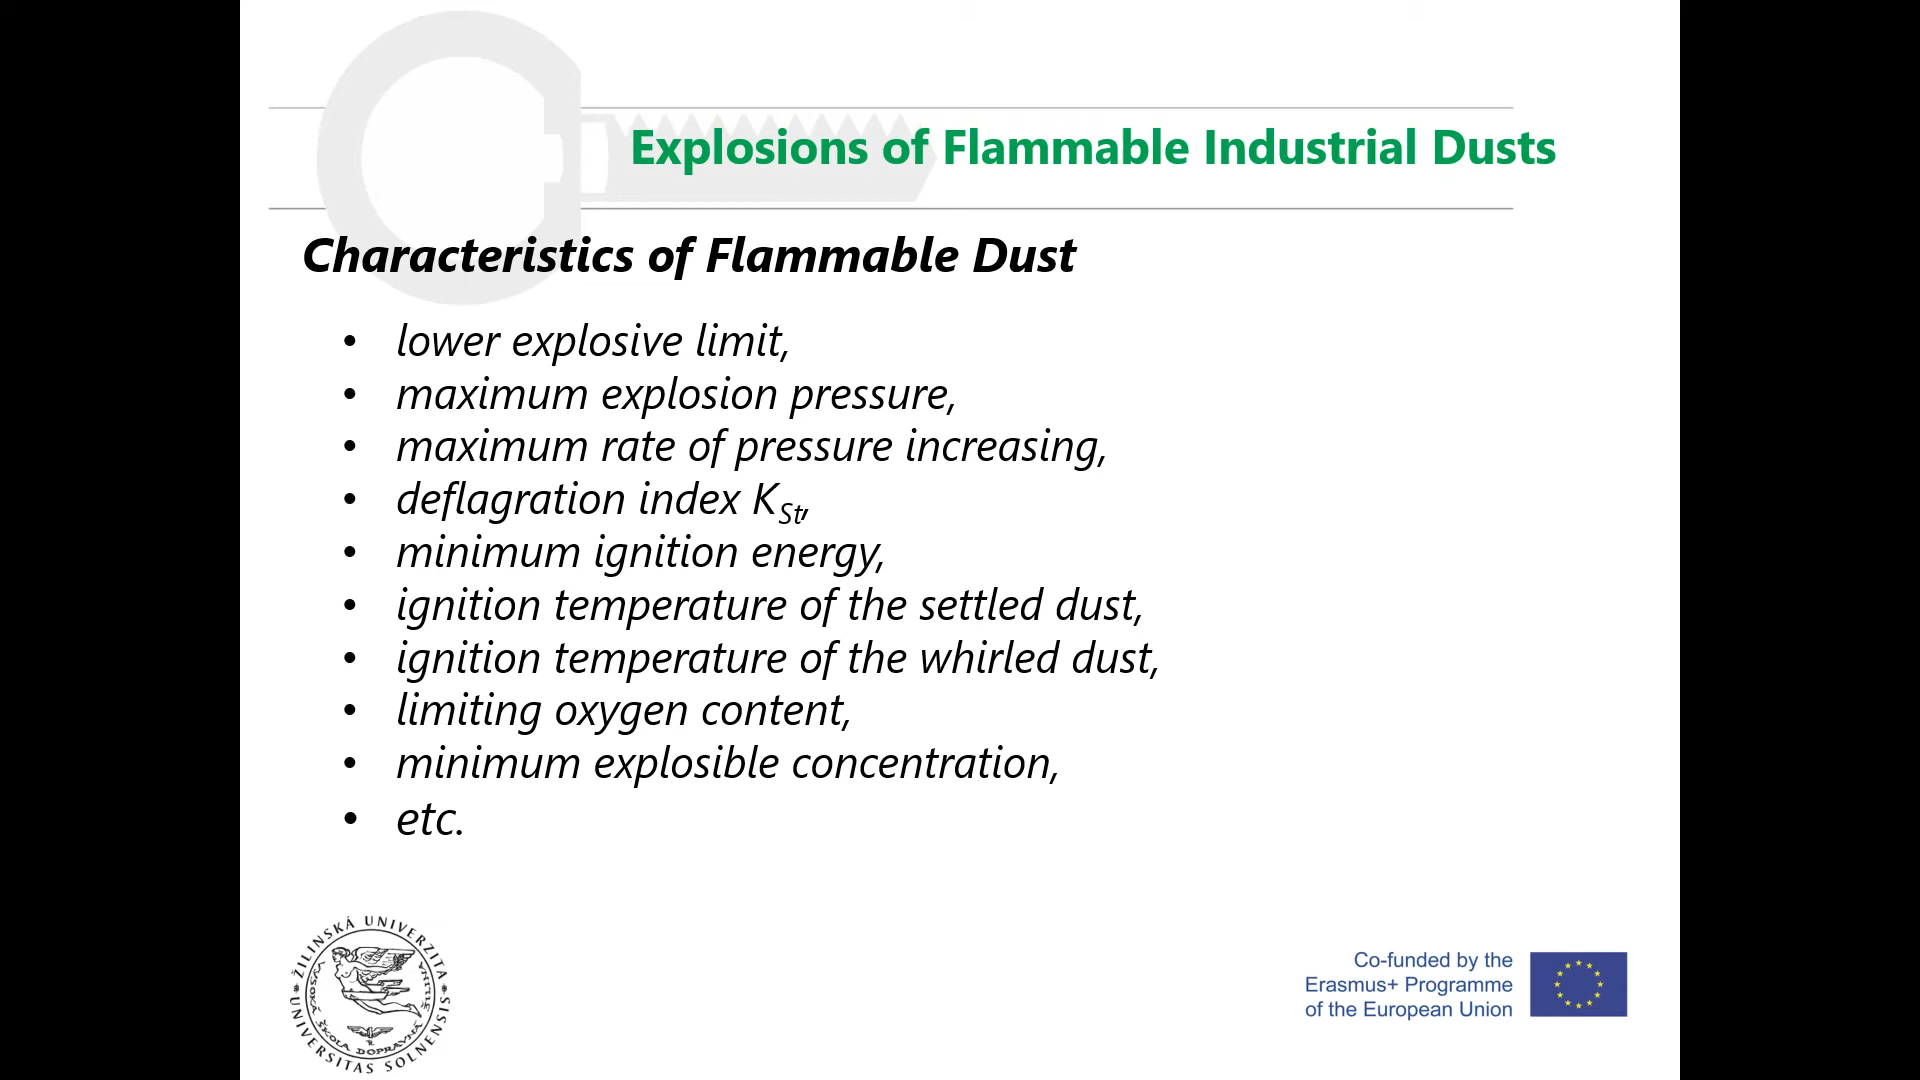 Explosions of Flammable Industrial Dusts
Characteristics of Flammable Dust
• lower explosive limit,
• maximum explosion pressure,
• maximum rate of pressure increasing,
• deflagration index K_St,
• minimum ignition energy,
• ignition temperature of the settled dust,
• ignition temperature of the whirled dust,
• limiting oxygen content,
• minimum explosible concentration,
• etc.
ŽILINSKÁ UNIVERZITA
UNIVERSITAS SOLNENSIS
VYSOKÁ ŠKOLA DOPRAVNÁ
ŽILINA
Co-funded by the
Erasmus+ Programme
of the European Union